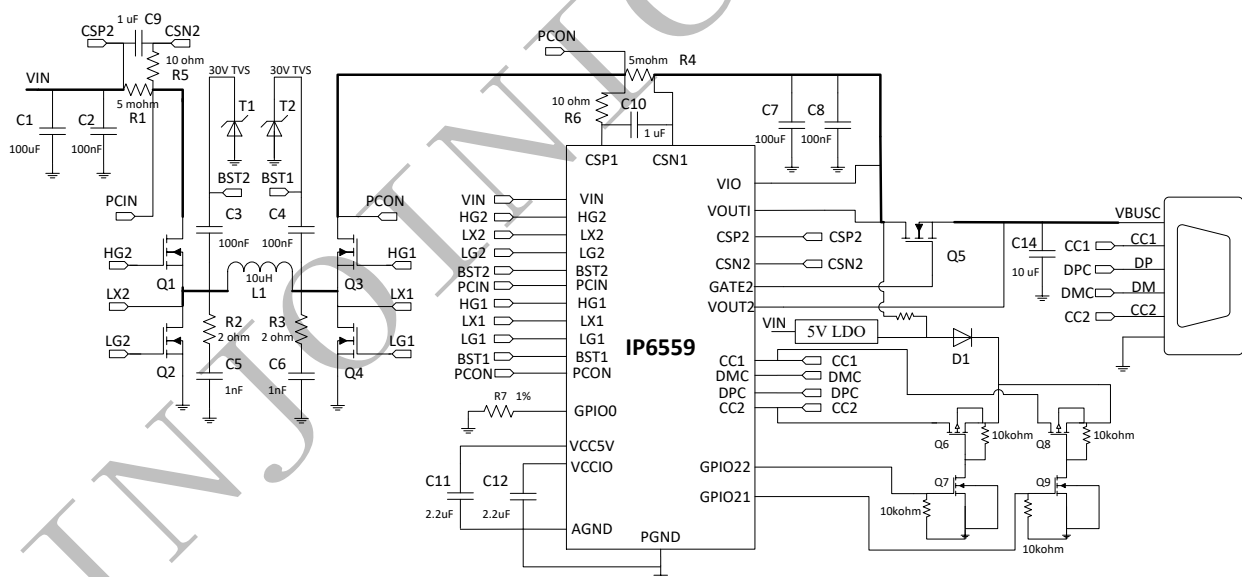 1 uF C9
CSP2
CSN2
10 ohm
R5
VIN
5 mohm
R1
C1
100uF
C2
100nF
PCIN
30V TVS
30V TVS
T1
T2
BST2
BST1
C3
100nF
C4
100nF
PCON
HG2
Q1
10uH
L1
Q3
HG1
LX2
LX1
LG2
Q2
R2
2 ohm
R3
2 ohm
C5
1nF
C6
1nF
Q4
LG1
PCON
5mohm
R4
10 ohm
R6
C10
1 uF
C7
100nF
C8
100nF
CSP1
CSN1
VIN
HG2
LX2
LG2
BST2
PCIN
HG1
LX1
LG1
BST1
PCON
VIN
HG2
LX2
LG2
BST2
PCIN
HG1
LX1
LG1
BST1
PCON
R7 1%
GPIO0
VCC5V
VCCIO
C11
2.2uF
C12
2.2uF
AGND
PGND
IP6559
VIO
VOUTI
CSP2
CSN2
GATE2
VOUT2
CC1
DMC
DPC
CC2
GPIO22
GPIO21
CSP2
CSN2
VIN
5V LDO
D1
CC1
DMC
DPC
CC2
Q5
C14
10 uF
VBUSC
CC1
CC1
DPC
DP
DMC
DM
CC2
CC2
Q6
10kohm
Q8
10kohm
Q7
10kohm
Q9
10kohm
INJOINIC